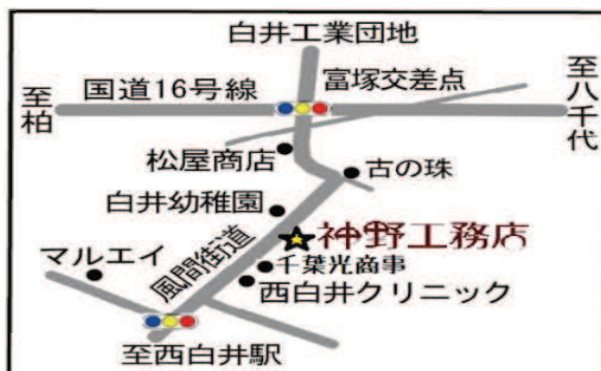 白井工業団地
国道16号線
富塚交差点
至柏
至八千代
松屋商店
古の珠
白井幼稚園
神野工務店
マルエイ
風間街道
千葉光商事
西白井クリニック
至西白井駅